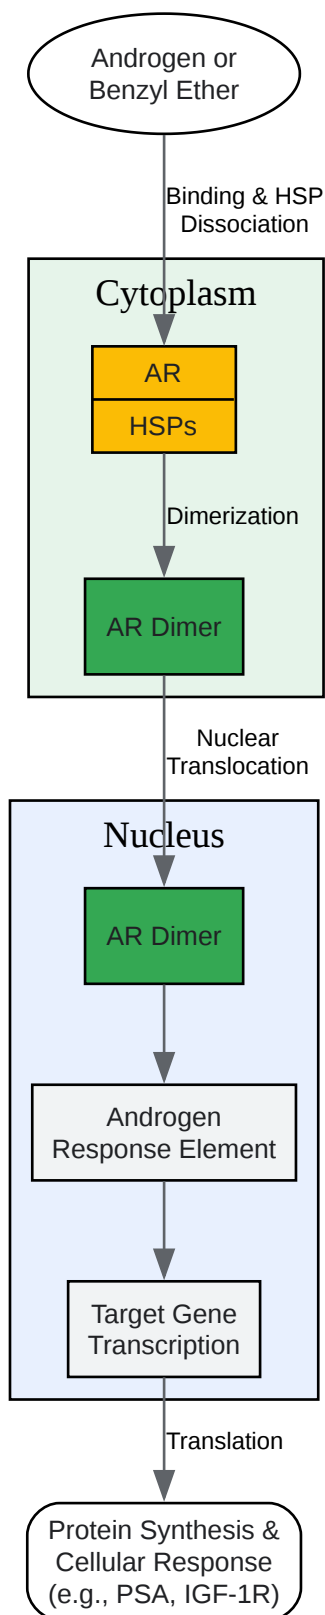 Androgen or
Benzyl Ether
Binding & HSP
Dissociation
Cytoplasm
AR
HSPs
Dimerization
AR Dimer
Nuclear
Translocation
Nucleus
AR Dimer
Androgen
Response Element
Target Gene
Transcription
Translation
Protein Synthesis &
Cellular Response
(e.g., PSA, IGF-1R)